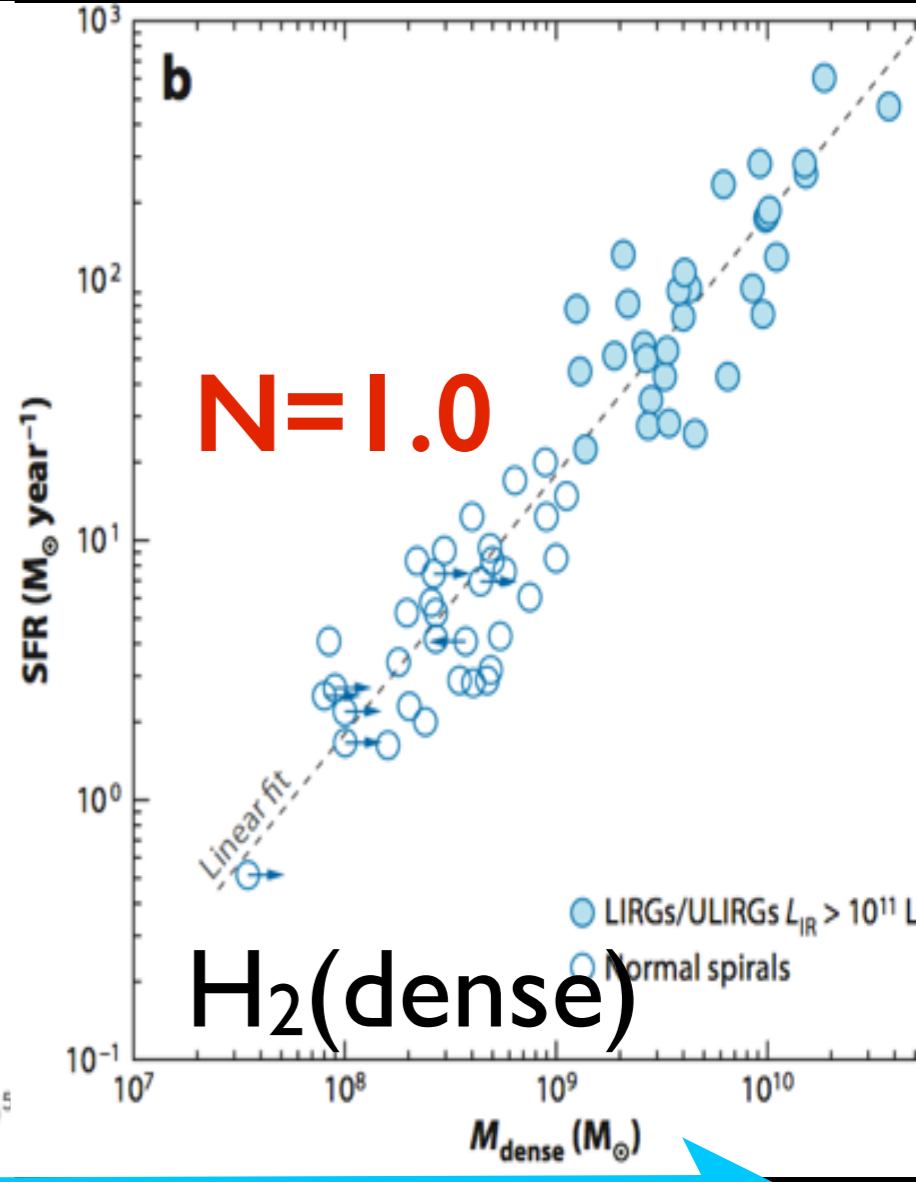 10³
b
10²
N=1.0
SFR (M⊙ year⁻¹)
10¹
10⁰
Linear fit
LIRGs/ULIRGs L_IR > 10¹¹ L
Normal spirals
H₂(dense)
10⁻¹
10⁷ 10⁸ 10⁹ 10¹⁰
5
M_dense (M⊙)